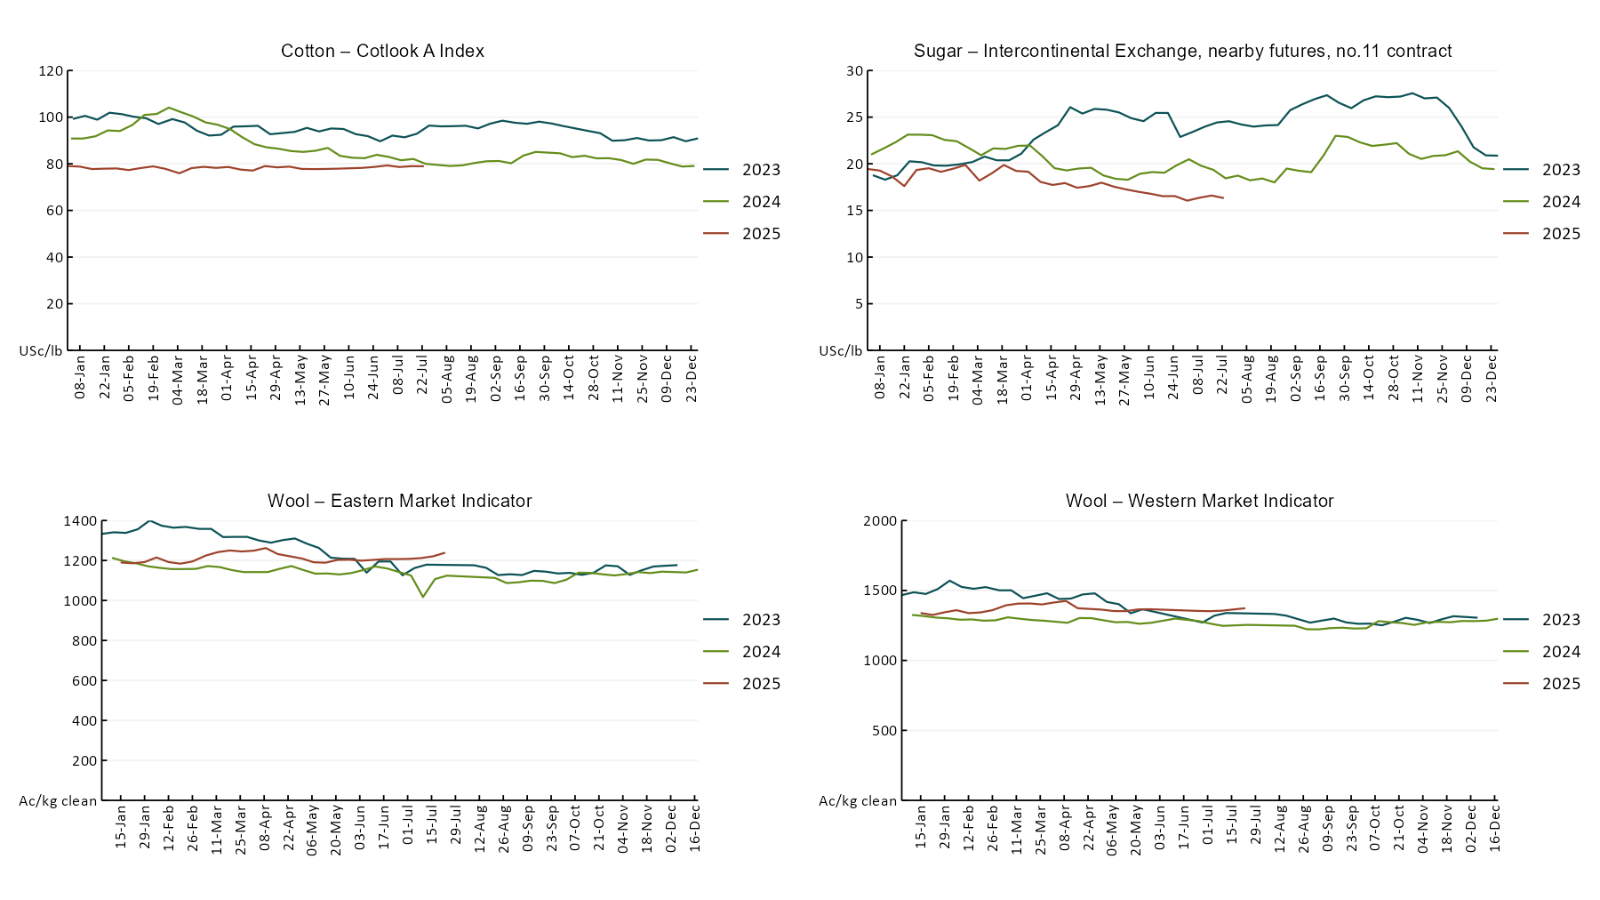 Cotton – Cotlook A Index
120
100
80
60
40
20
USc/lb
08-Jan
22-Jan
05-Feb
19-Feb
04-Mar
18-Mar
01-Apr
15-Apr
29-Apr
13-May
27-May
10-Jun
24-Jun
08-Jul
22-Jul
05-Aug
19-Aug
02-Sep
16-Sep
30-Sep
14-Oct
28-Oct
11-Nov
25-Nov
09-Dec
23-Dec
2023
2024
2025
Sugar – Intercontinental Exchange, nearby futures, no.11 contract
30
25
20
15
10
5
USc/lb
08-Jan
22-Jan
05-Feb
19-Feb
04-Mar
18-Mar
01-Apr
15-Apr
29-Apr
13-May
27-May
10-Jun
24-Jun
08-Jul
22-Jul
05-Aug
19-Aug
02-Sep
16-Sep
30-Sep
14-Oct
28-Oct
11-Nov
25-Nov
09-Dec
23-Dec
2023
2024
2025
Wool – Eastern Market Indicator
1400
1200
1000
800
600
400
200
Ac/kg clean
15-Jan
29-Jan
12-Feb
26-Feb
11-Mar
25-Mar
08-Apr
22-Apr
06-May
20-May
03-Jun
17-Jun
01-Jul
15-Jul
29-Jul
12-Aug
26-Aug
09-Sep
23-Sep
07-Oct
21-Oct
04-Nov
18-Nov
02-Dec
16-Dec
2023
2024
2025
Wool – Western Market Indicator
2000
1500
1000
500
Ac/kg clean
15-Jan
29-Jan
12-Feb
26-Feb
11-Mar
25-Mar
08-Apr
22-Apr
06-May
20-May
03-Jun
17-Jun
01-Jul
15-Jul
29-Jul
12-Aug
26-Aug
09-Sep
23-Sep
07-Oct
21-Oct
04-Nov
18-Nov
02-Dec
16-Dec
2023
2024
2025